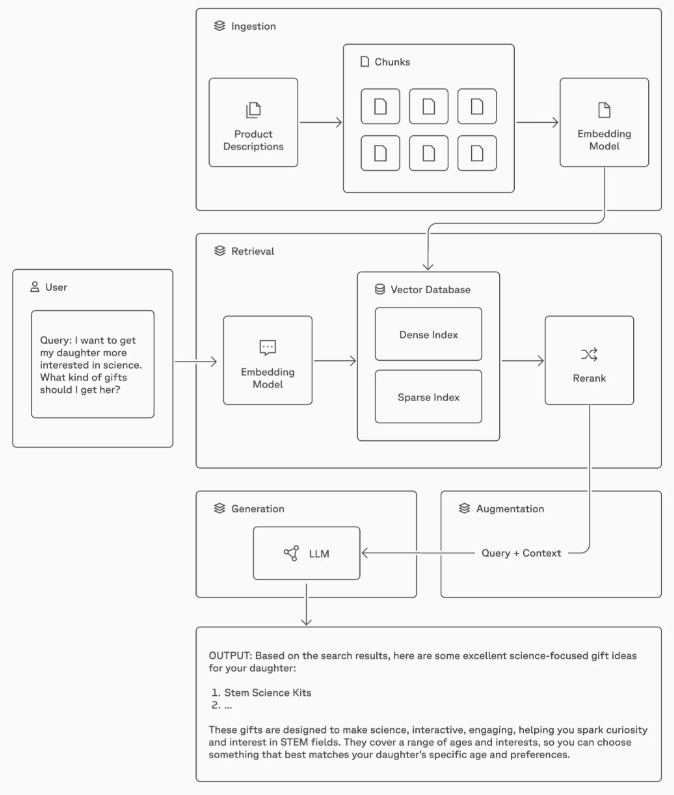 Ingestion
Chunks
Product
Descriptions
Embedding
Model
Retrieval
User
Query: I want to get
my daughter more
interested in science.
What kind of gifts
should I get her?
Embedding
Model
Vector Database
Dense Index
Sparse Index
Rerank
Generation
LLM
Augmentation
Query + Context
OUTPUT: Based on the search results, here are some excellent science-focused gift ideas
for your daughter:
1. Stem Science Kits
2. ...
These gifts are designed to make science, interactive, engaging, helping you spark curiosity
and interest in STEM fields. They cover a range of ages and interests, so you can choose
something that best matches your daughter's specific age and preferences.